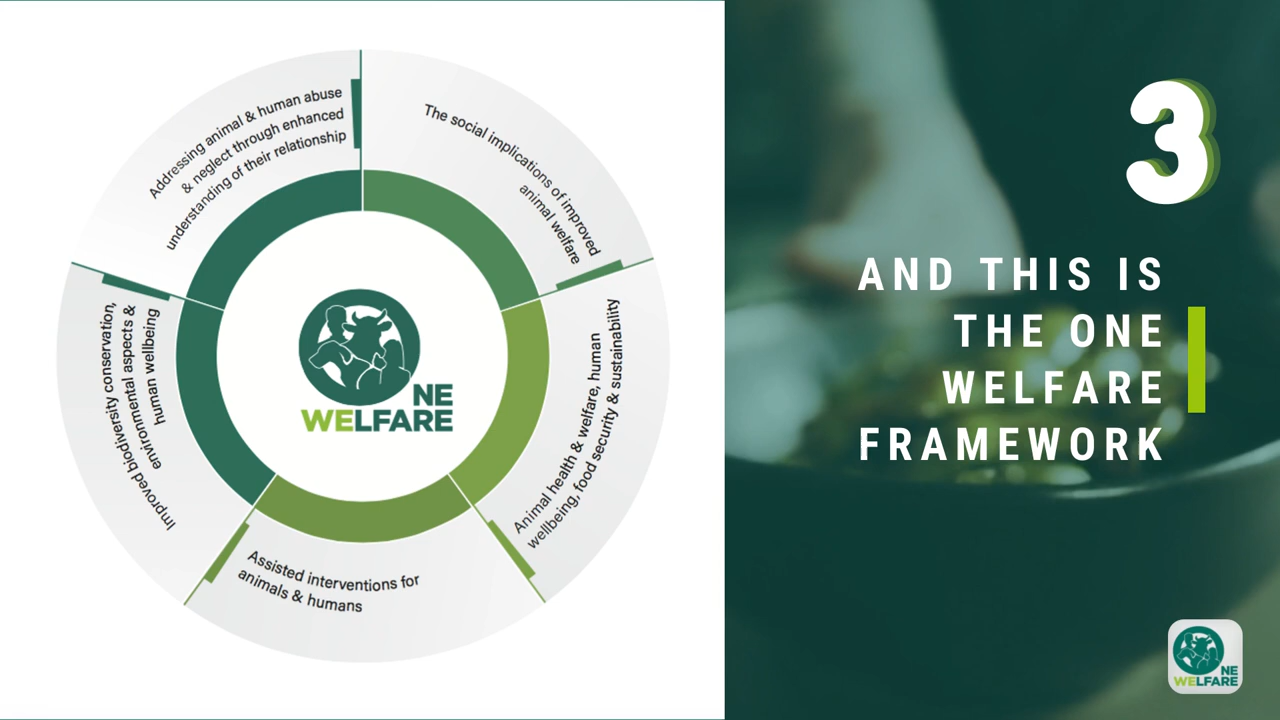 Addressing animal & human abuse
& neglect through enhanced
understanding of their relationship
The social implications of improved
animal welfare
Animal health & welfare, human
wellbeing, food security & sustainability
Assisted interventions for
animals & humans
Improved biodiversity conservation,
environmental aspects &
human wellbeing
NE
WELFARE
3
AND THIS IS
THE ONE
WELFARE
FRAMEWORK
NE
WELFARE